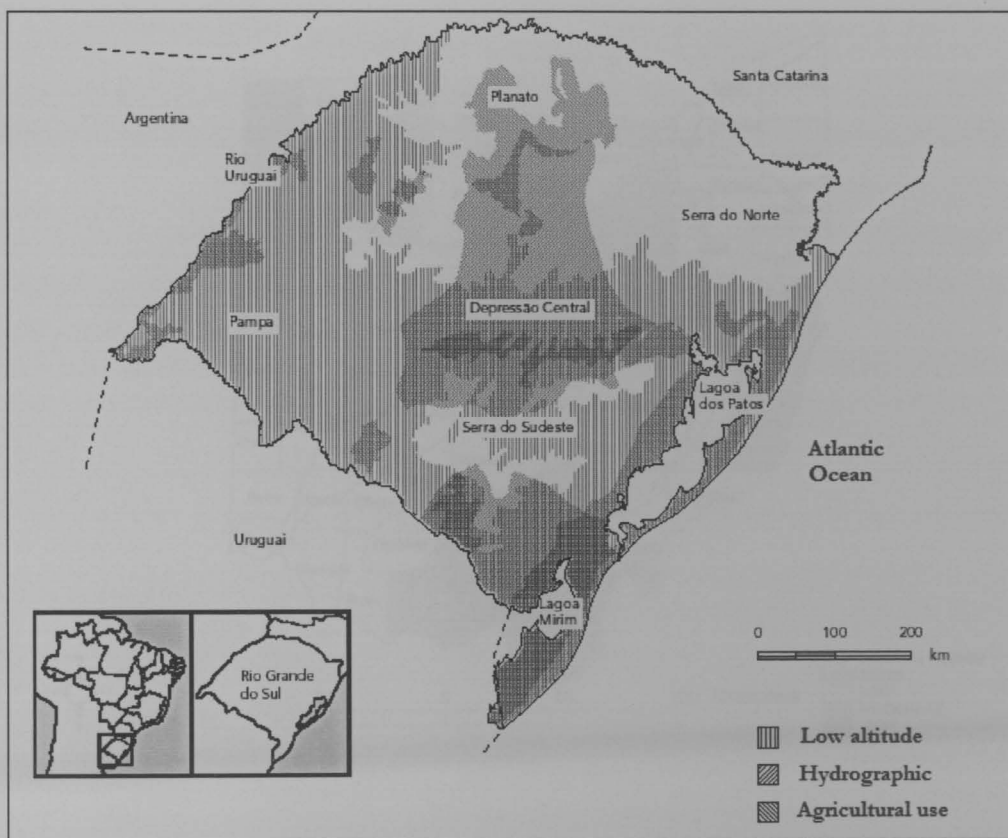 Santa Catarina
Planato
Argentina
Rio
Uruguai
Serra do Norte
Depressão Central
Pampa
Lagoa
dos Patos
Serra do Sudeste
Atlantic
Ocean
Uruguai
Lagoa
Mirim
0 100 200
km
Rio Grande
do Sul
Low altitude
Hydrographic
Agricultural use